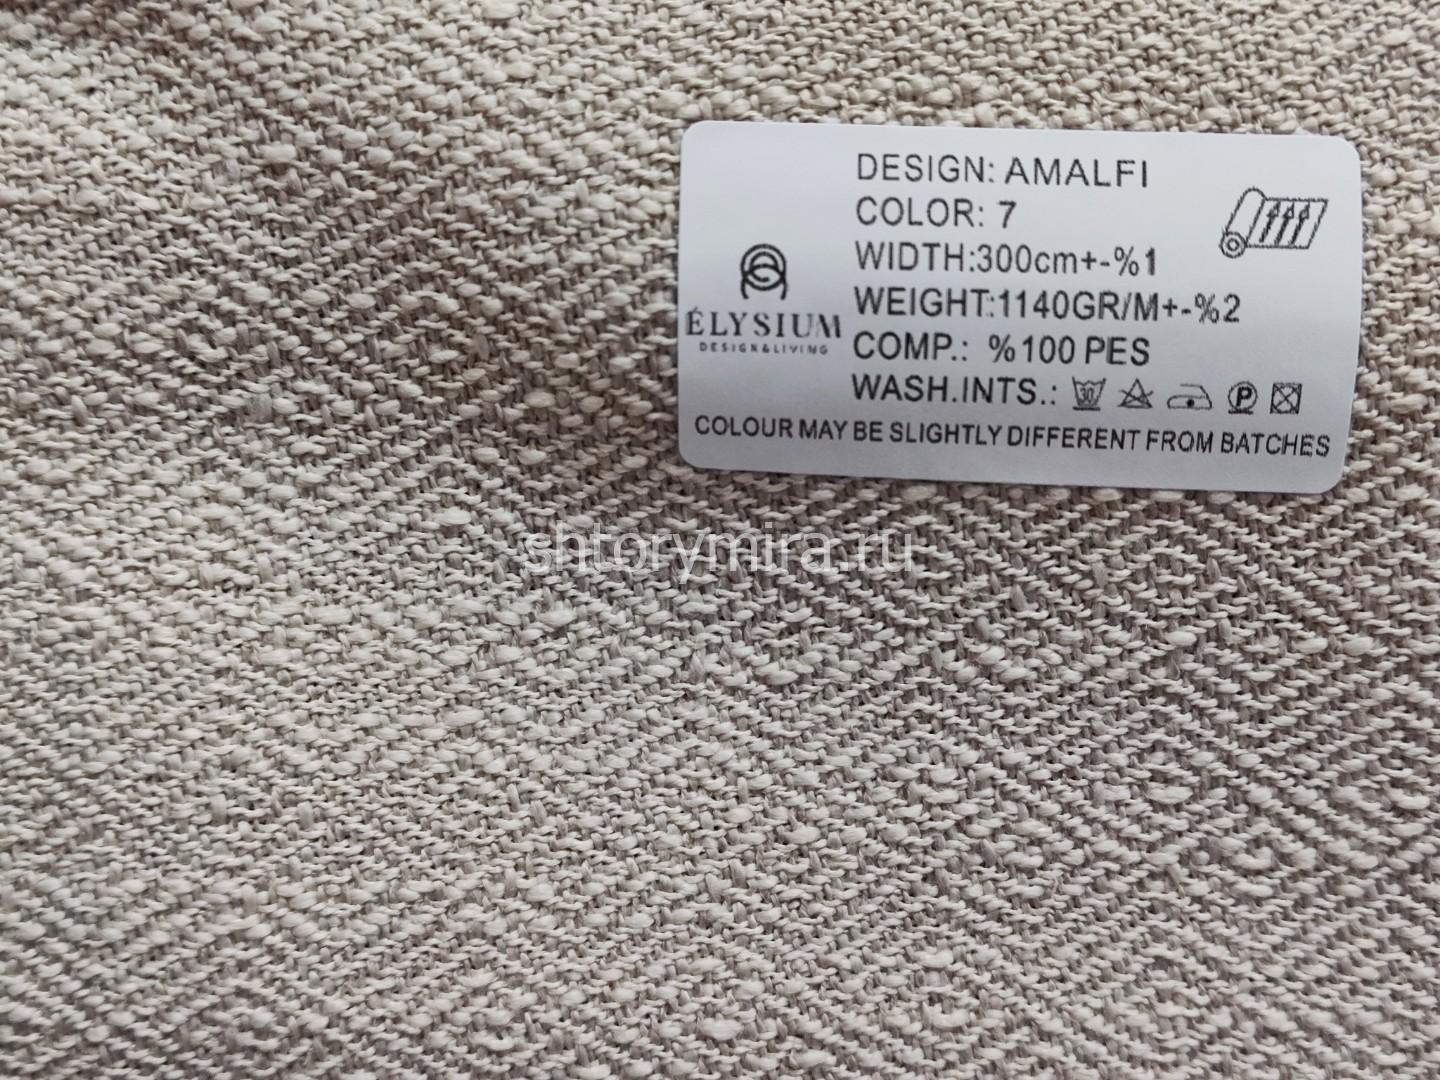 DESIGN: AMALFI
COLOR: 7
WIDTH:300cm+-%1
WEIGHT:1140GR/M+-%2
ÉLYSIUM
DESIGN&LIVING
COMP.: %100 PES
WASH.INTS.: 30 P
COLOUR MAY BE SLIGHTLY DIFFERENT FROM BATCHES
shtorymira.ru